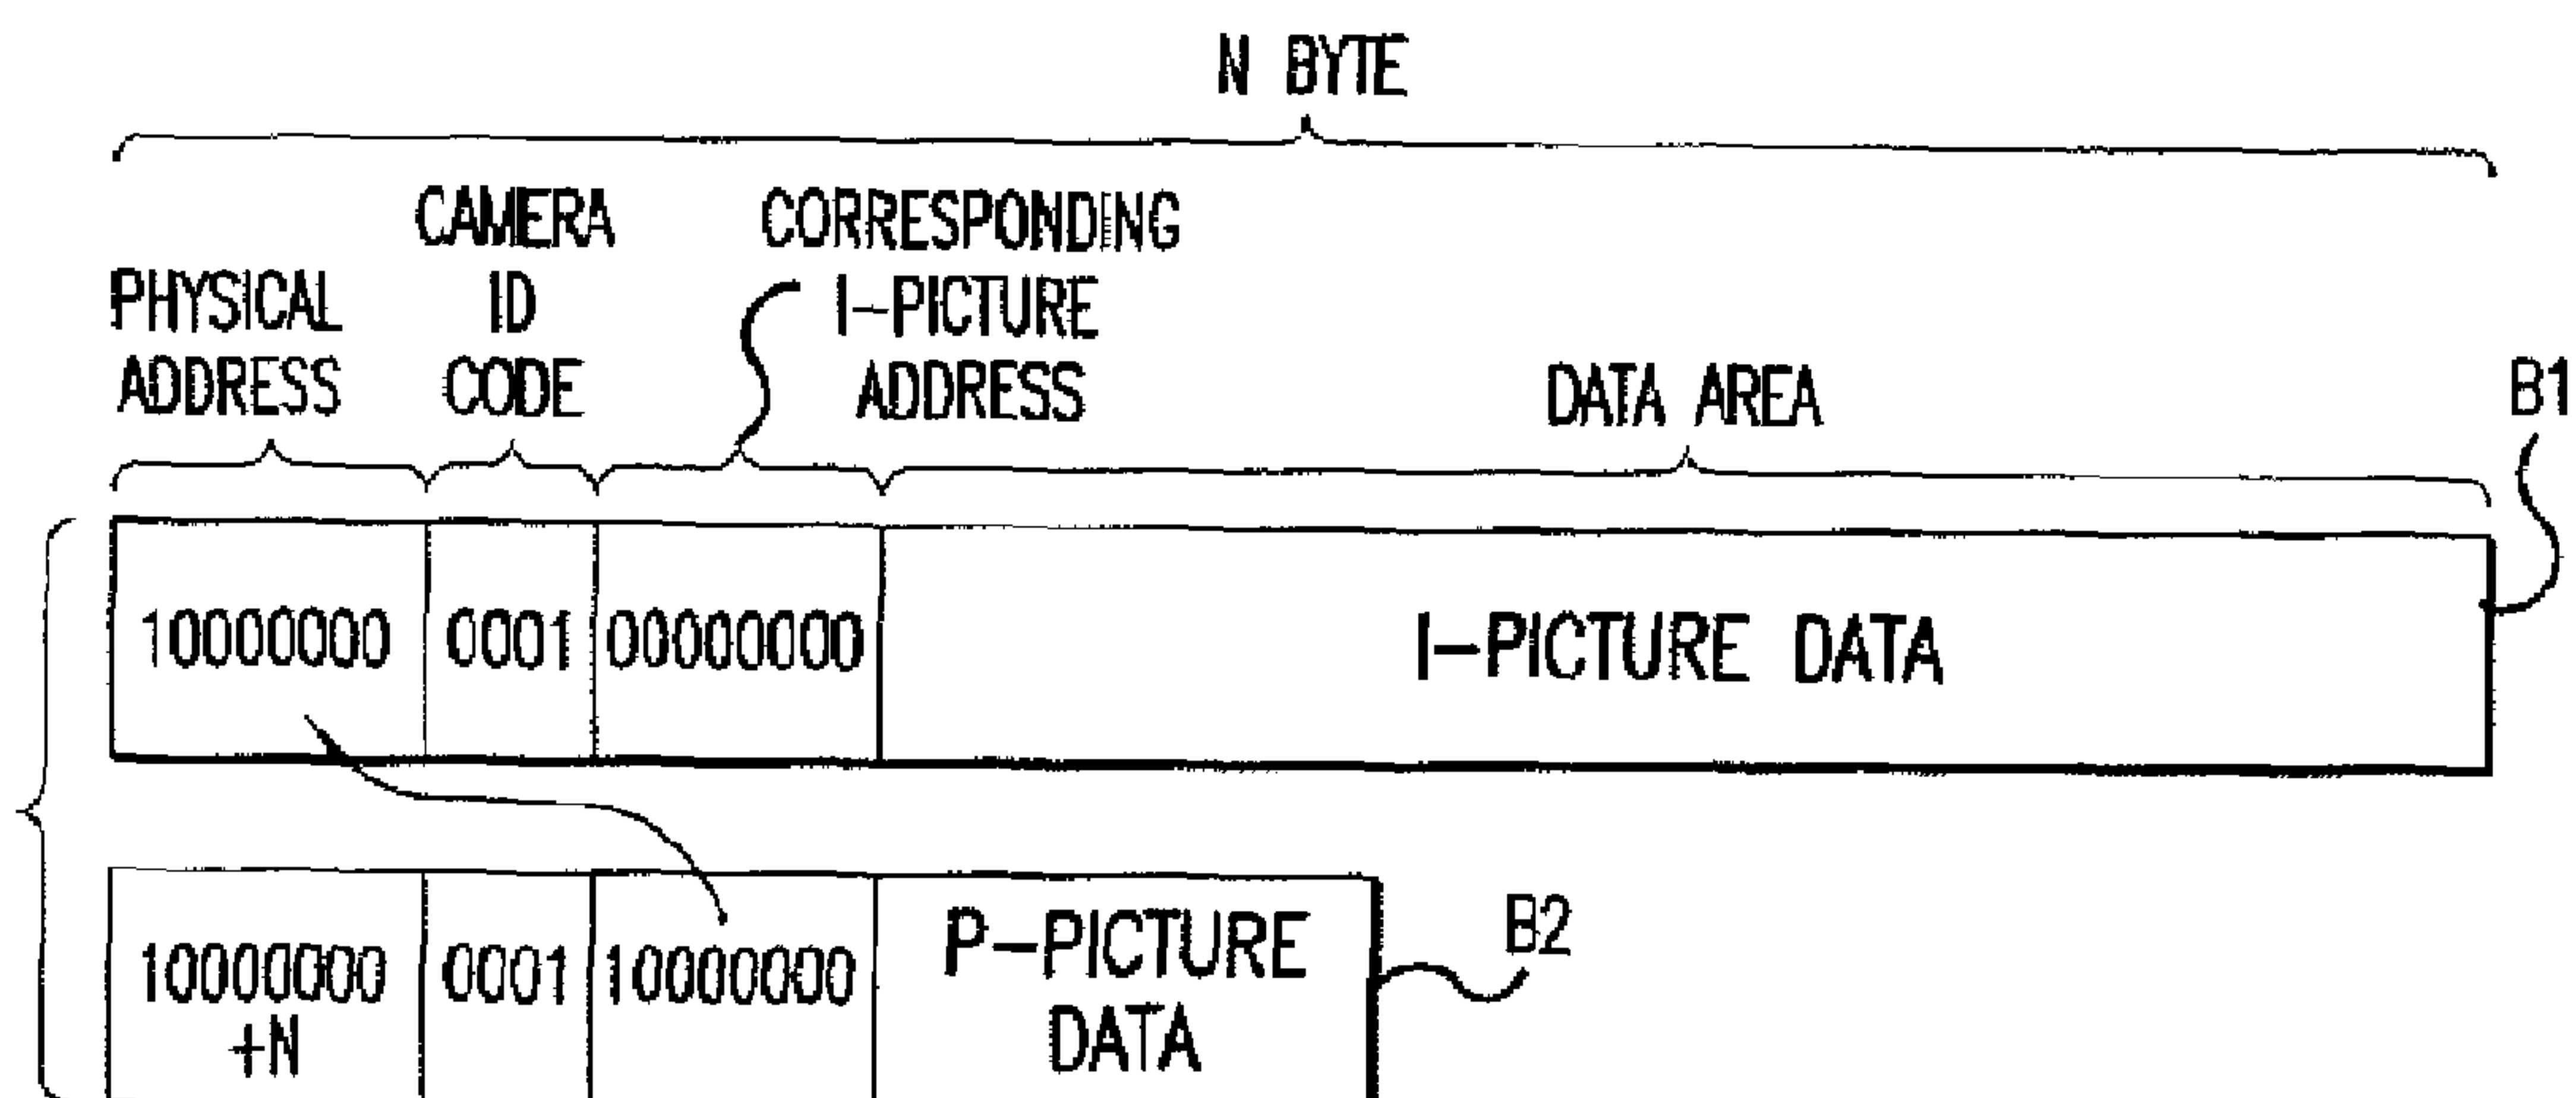 N BYTE
CAMERA CORRESPONDING
PHYSICAL ID I-PICTURE
ADDRESS CODE ADDRESS DATA AREA B1
10000000 0001 00000000 I-PICTURE DATA
10000000 0001 10000000 P-PICTURE B2
+N DATA